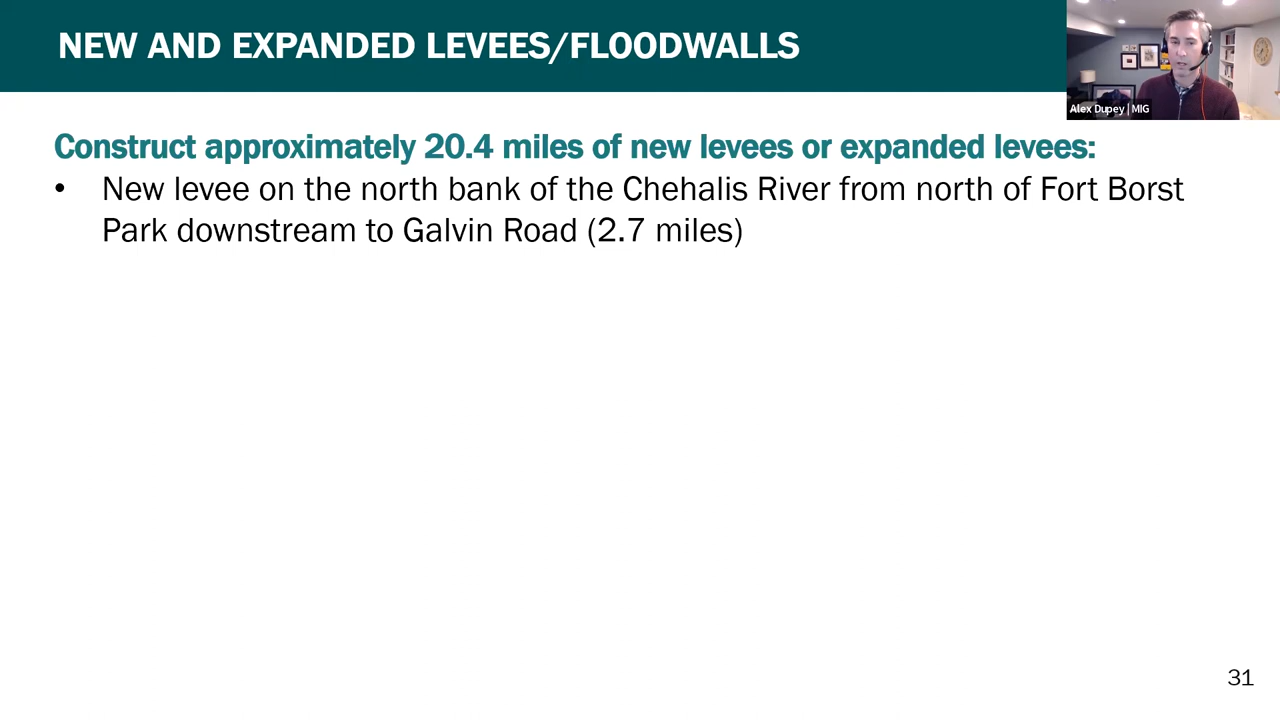 NEW AND EXPANDED LEVEES/FLOODWALLS
Alex Dupey | MIG
Construct approximately 20.4 miles of new levees or expanded levees:
• New levee on the north bank of the Chehalis River from north of Fort Borst
Park downstream to Galvin Road (2.7 miles)
31